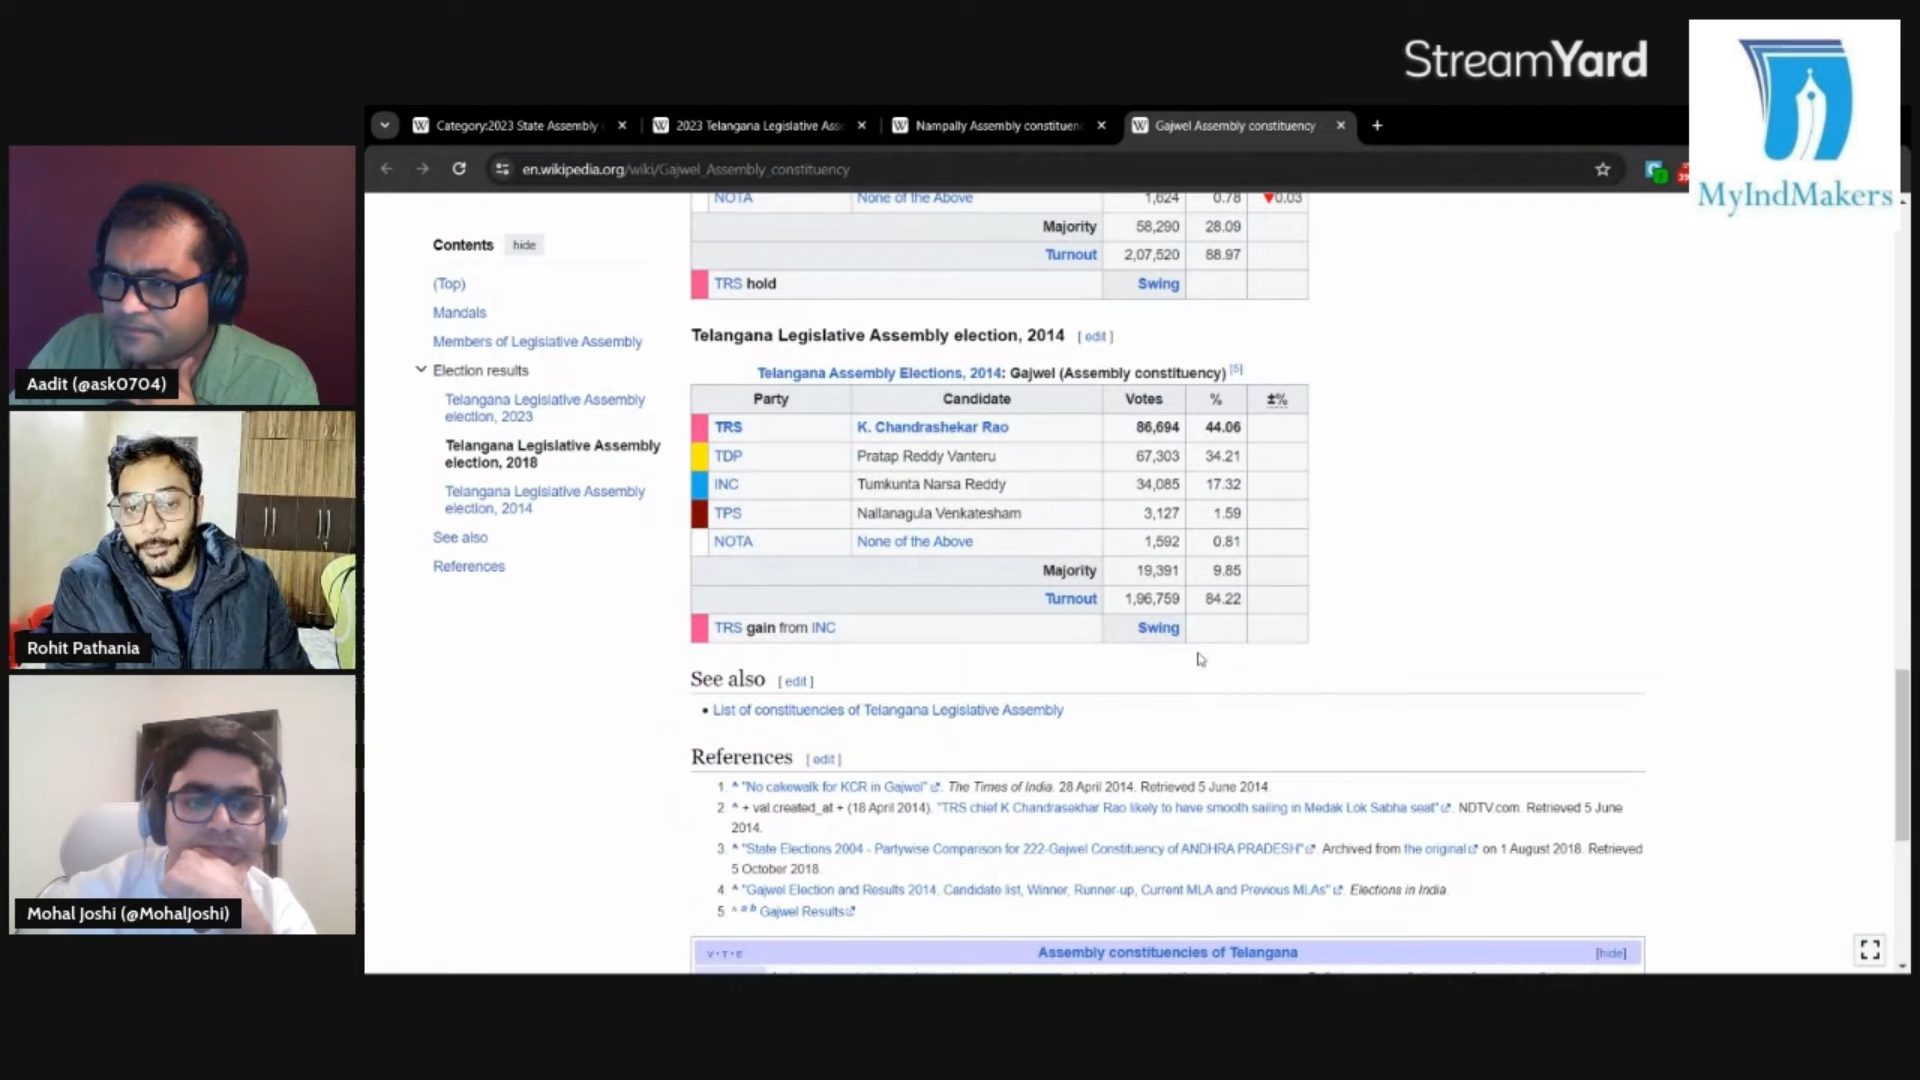 StreamYard
MyIndMakers
Category:2023 State Assembly
2023 Telangana Legislative Ass
Nampally Assembly constituen
Gajwel Assembly constituency
en.wikipedia.org/wiki/Gajwel_Assembly_constituency
Aadit (@ask0704)
Rohit Pathania
Mohal Joshi (@MohalJoshi)
Contents hide
(Top)
Mandals
Members of Legislative Assembly
Election results
Telangana Legislative Assembly
election, 2023
Telangana Legislative Assembly
election, 2018
Telangana Legislative Assembly
election, 2014
See also
References
NOTA None of the Above 1,624 0.78 ▼0.03
Majority 58,290 28.09
Turnout 2,07,520 88.97
TRS hold Swing
Telangana Legislative Assembly election, 2014 [ edit ]
Telangana Assembly Elections, 2014: Gajwel (Assembly constituency) [5]
Party Candidate Votes % ±%
TRS K. Chandrashekar Rao 86,694 44.06
TDP Pratap Reddy Vanteru 67,303 34.21
INC Tumkunta Narsa Reddy 34,085 17.32
TPS Nallanagula Venkatesham 3,127 1.59
NOTA None of the Above 1,592 0.81
Majority 19,391 9.85
Turnout 1,96,759 84.22
TRS gain from INC Swing
See also [ edit ]
• List of constituencies of Telangana Legislative Assembly
References [ edit ]
1. ^ "No cakewalk for KCR in Gajwel". The Times of India. 28 April 2014. Retrieved 5 June 2014.
2. ^ + val.created_at + (18 April 2014). "TRS chief K Chandrasekhar Rao likely to have smooth sailing in Medak Lok Sabha seat". NDTV.com. Retrieved 5 June
2014.
3. ^ "State Elections 2004 - Partywise Comparison for 222-Gajwel Constituency of ANDHRA PRADESH". Archived from the original on 1 August 2018. Retrieved
5 October 2018.
4. ^ "Gajwel Election and Results 2014, Candidate list, Winner, Runner-up, Current MLA and Previous MLAs". Elections in India.
5. ^ a b Gajwel Results
V·T·E Assembly constituencies of Telangana [hide]